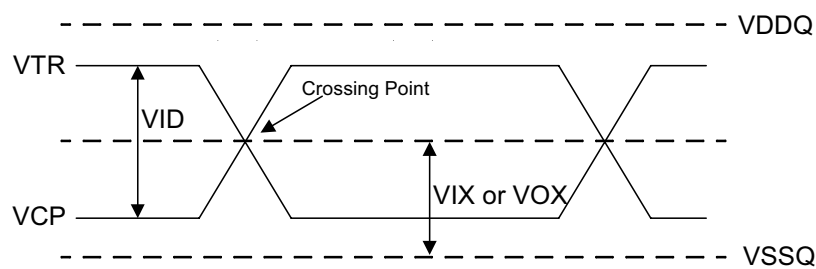 VDDQ
VTR
Crossing Point
VID
VIX or VOX
VCP
VSSQ